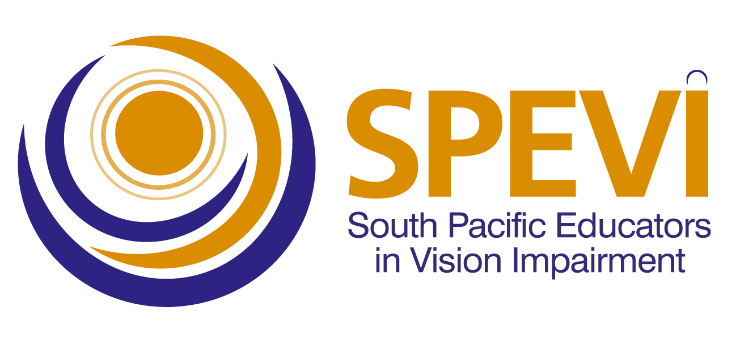 SPEVI
South Pacific Educators
in Vision Impairment